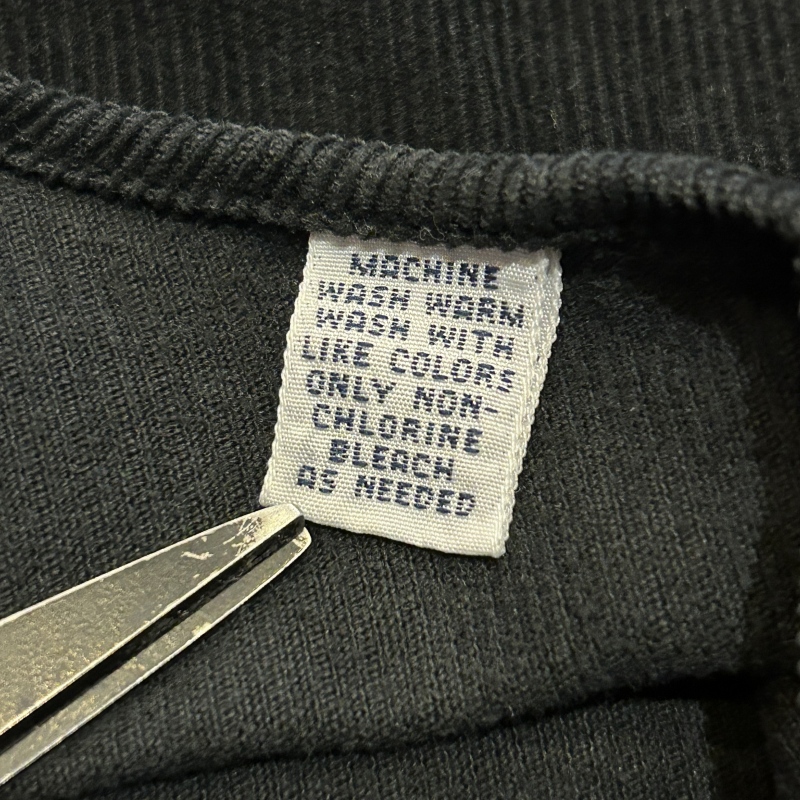 MACHINE
WASH WARM
WASH WITH
LIKE COLORS
ONLY NON-
CHLORINE
BLEACH
AS NEEDED